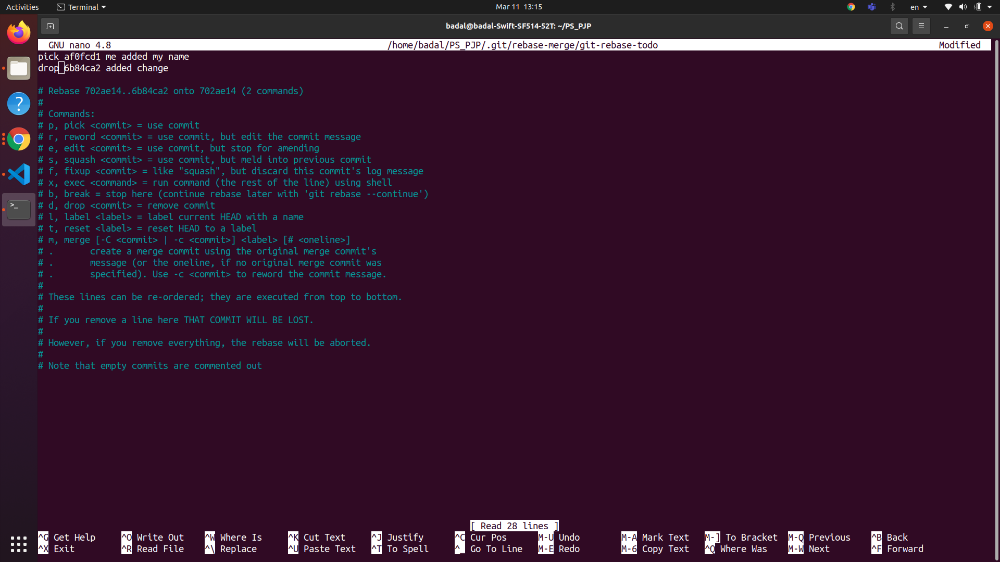 Activities Terminal Mar 11 13:15 en
badal@badal-Swift-SF514-52T: ~/PS_PJP
GNU nano 4.8 /home/badal/PS_PJP/.git/rebase-merge/git-rebase-todo Modified
pick af0fcd1 me added my name
drop 6b84ca2 added change
# Rebase 702ae14..6b84ca2 onto 702ae14 (2 commands)
#
# Commands:
# p, pick <commit> = use commit
# r, reword <commit> = use commit, but edit the commit message
# e, edit <commit> = use commit, but stop for amending
# s, squash <commit> = use commit, but meld into previous commit
# f, fixup <commit> = like "squash", but discard this commit's log message
# x, exec <command> = run command (the rest of the line) using shell
# b, break = stop here (continue rebase later with 'git rebase --continue')
# d, drop <commit> = remove commit
# l, label <label> = label current HEAD with a name
# t, reset <label> = reset HEAD to a label
# m, merge [-C <commit> | -c <commit>] <label> [# <oneline>]
# .       create a merge commit using the original merge commit's
# .       message (or the oneline, if no original merge commit was
# .       specified). Use -c <commit> to reword the commit message.
#
# These lines can be re-ordered; they are executed from top to bottom.
#
# If you remove a line here THAT COMMIT WILL BE LOST.
#
# However, if you remove everything, the rebase will be aborted.
#
# Note that empty commits are commented out
[ Read 28 lines ]
^G Get Help ^O Write Out ^W Where Is ^K Cut Text ^J Justify ^C Cur Pos M-U Undo M-A Mark Text M-] To Bracket M-Q Previous ^B Back
^X Exit ^R Read File ^\ Replace ^U Paste Text ^T To Spell ^_ Go To Line M-E Redo M-6 Copy Text ^Q Where Was M-W Next ^F Forward